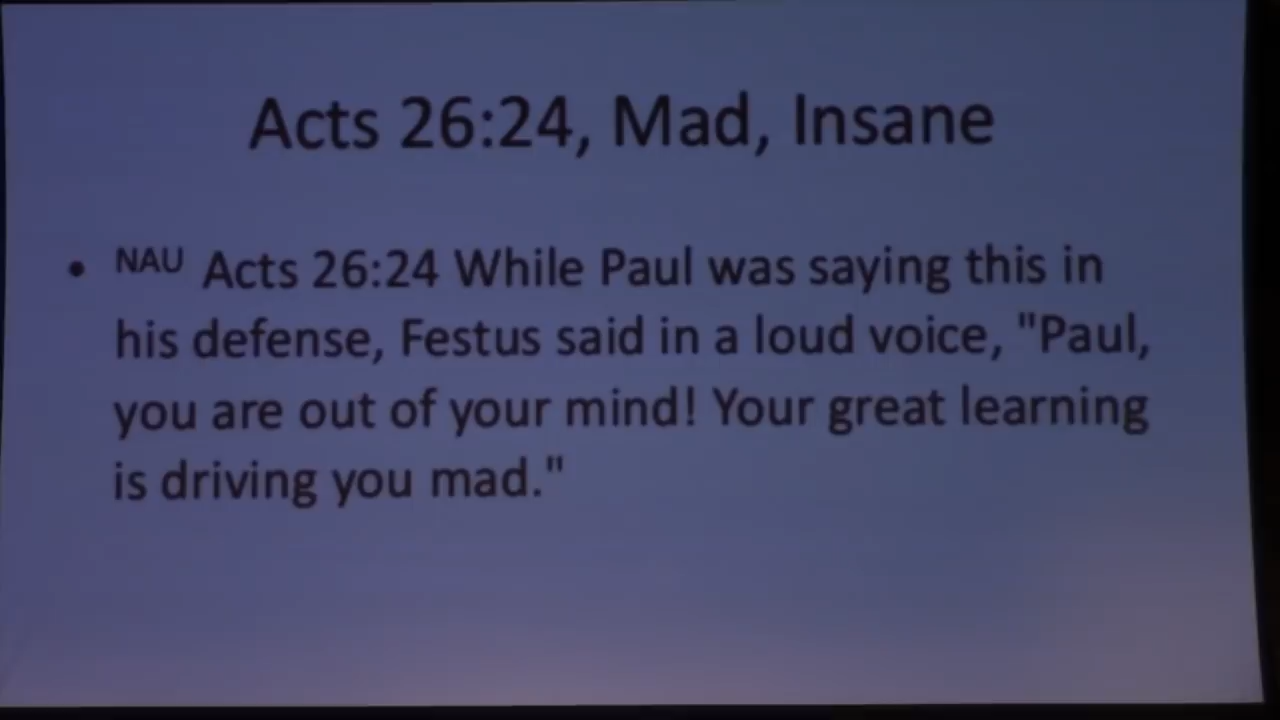 Acts 26:24, Mad, Insane
• NAU Acts 26:24 While Paul was saying this in
his defense, Festus said in a loud voice, "Paul,
you are out of your mind! Your great learning
is driving you mad."